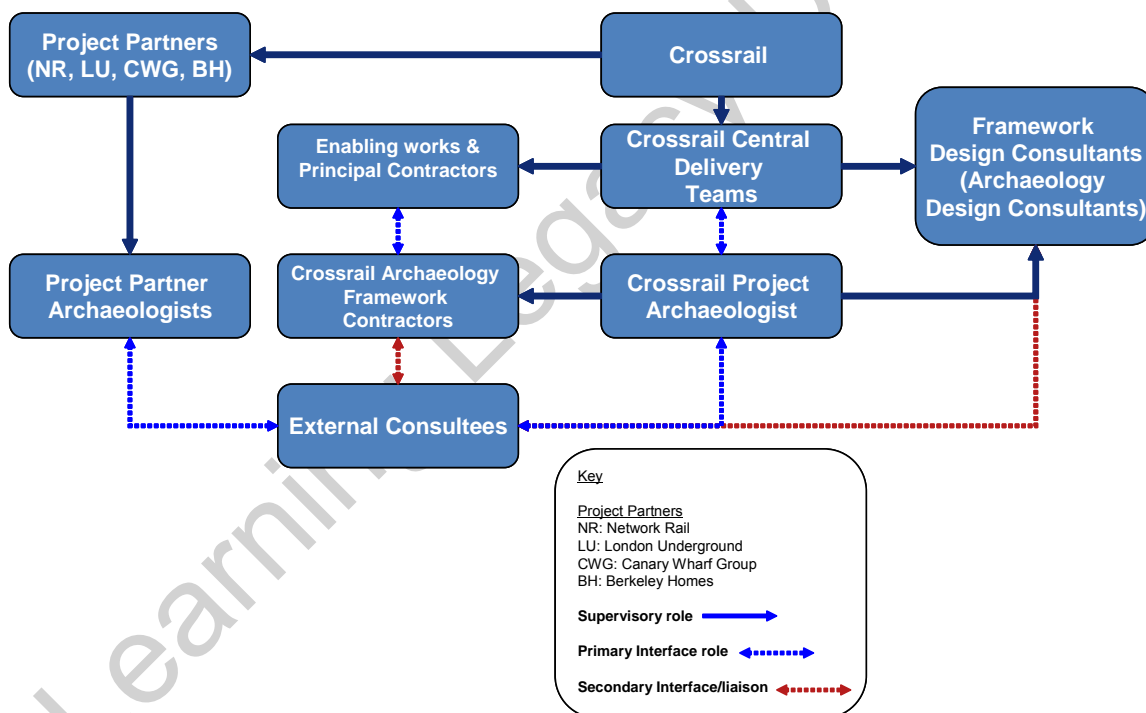 Project Partners
(NR, LU, CWG, BH)
Crossrail
Enabling works &
Principal Contractors
Crossrail Central
Delivery
Teams
Framework
Design Consultants
(Archaeology
Design Consultants)
Project Partner
Archaeologists
Crossrail Archaeology
Framework
Contractors
Crossrail Project
Archaeologist
External Consultees
Key
Project Partners
NR: Network Rail
LU: London Underground
CWG: Canary Wharf Group
BH: Berkeley Homes
Supervisory role
Primary Interface role
Secondary Interface/liaison
Learning Legacy